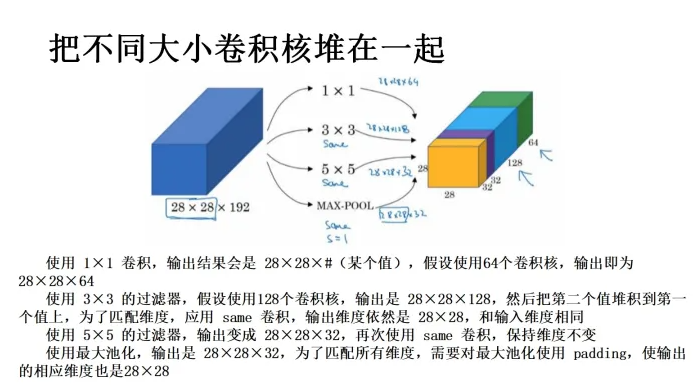 把不同大小卷积核堆在一起
28×28×64
1 × 1
3 × 3
28×28×128
Same
5 × 5
28×28×32
Same
28 × 28 × 192
MAX-POOL
28×28×32
Same
s=1
28
28
32
32
128
64
使用 1×1 卷积，输出结果会是 28×28×#（某个值），假设使用64个卷积核，输出即为
28×28×64
使用 3×3 的过滤器，假设使用128个卷积核，输出是 28×28×128，然后把第二个值堆积到第一
个值上，为了匹配维度，应用 same 卷积，输出维度依然是 28×28，和输入维度相同
使用 5×5 的过滤器，输出变成 28×28×32，再次使用 same 卷积，保持维度不变
使用最大池化，输出是 28×28×32，为了匹配所有维度，需要对最大池化使用 padding，使输出
的相应维度也是28×28